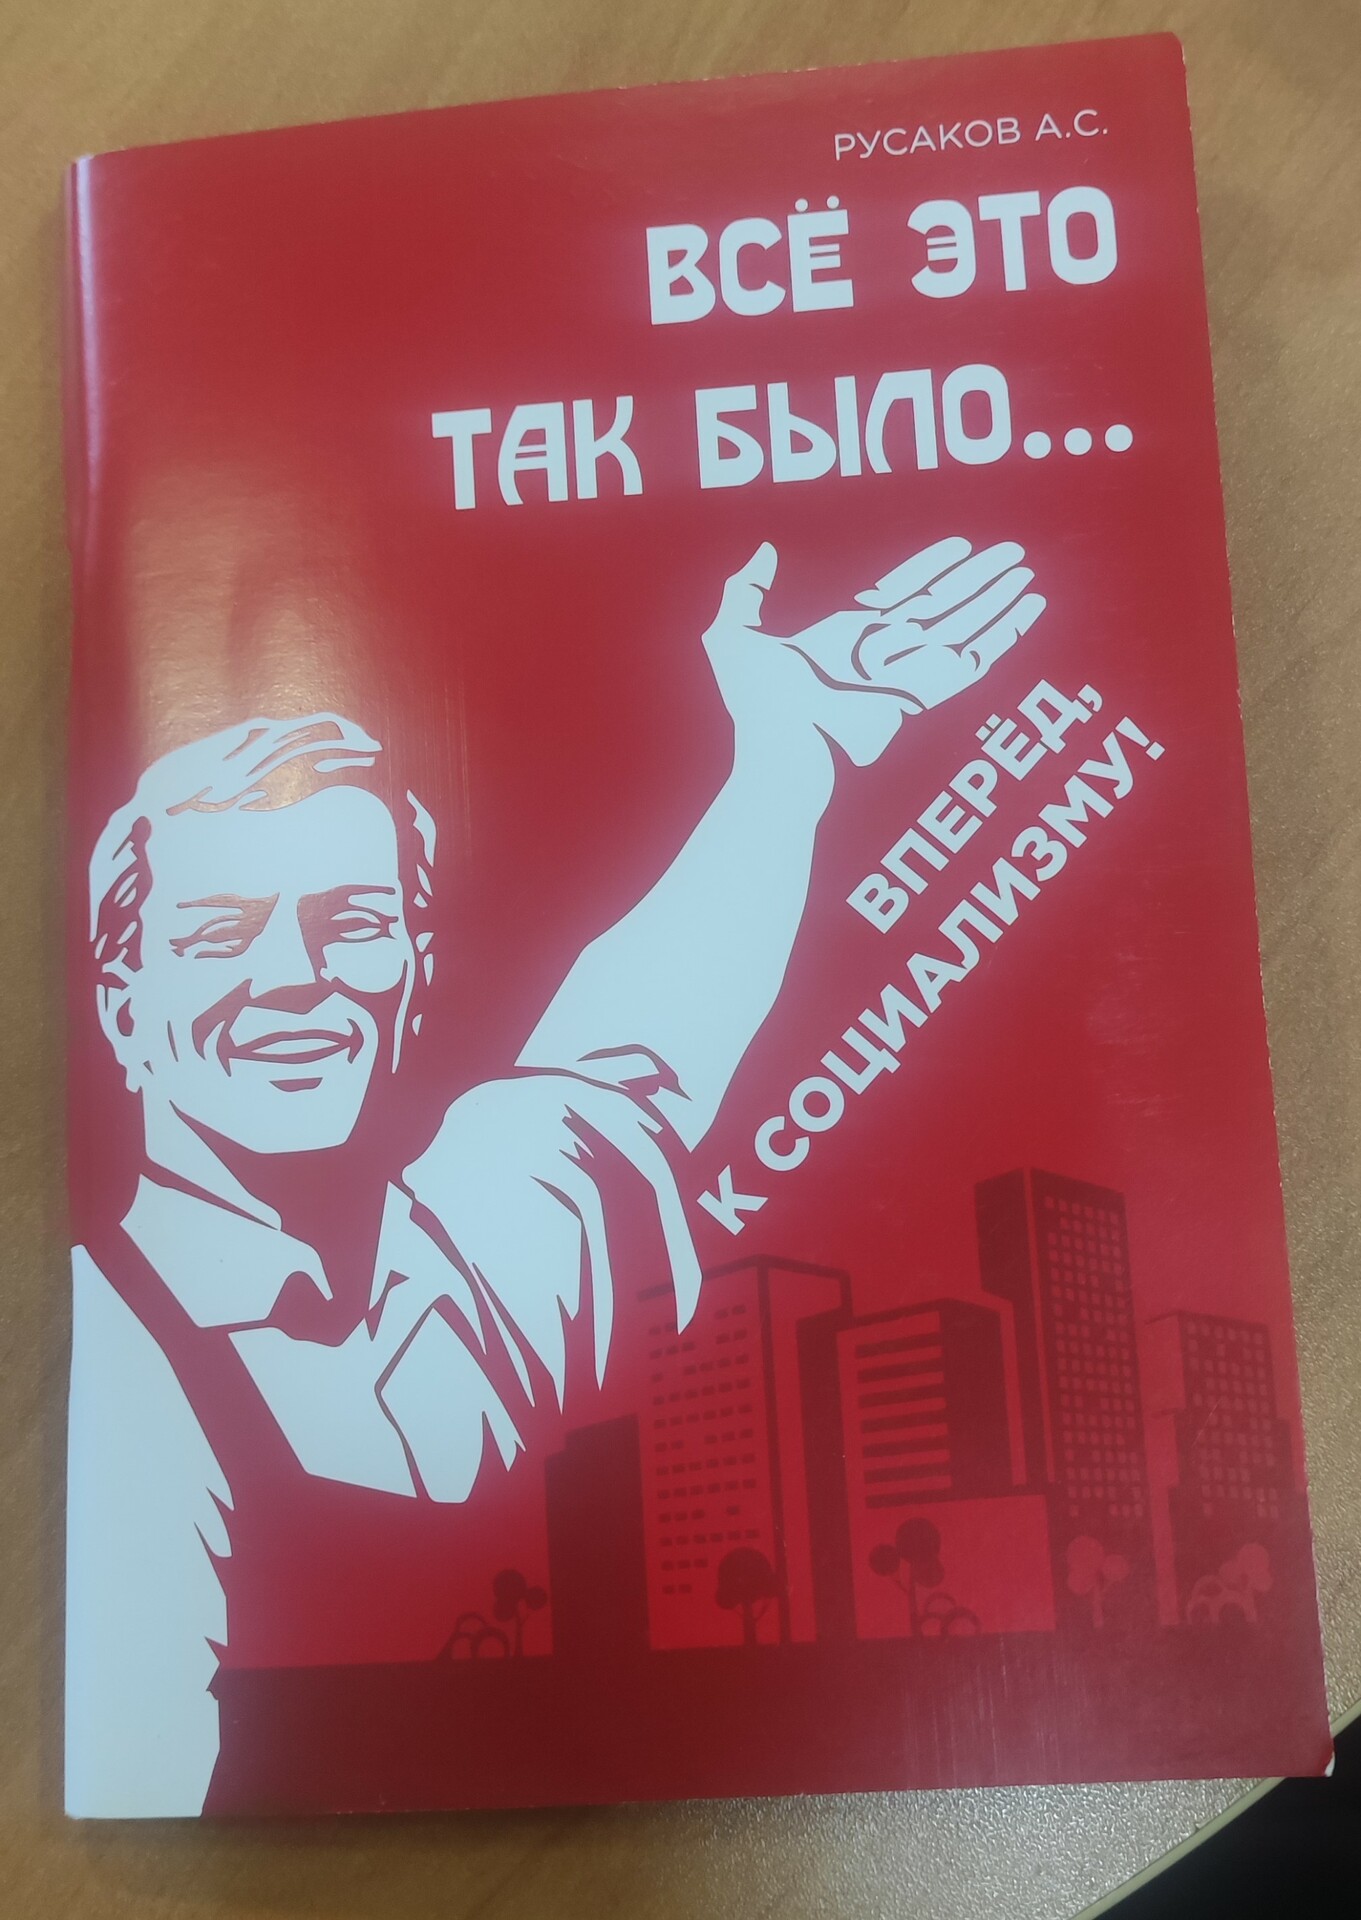 РУСАКОВ А.С.
ВСЁ ЭТО
ТАК БЫЛО...
ВПЕРЁД,
К СОЦИАЛИЗМУ!